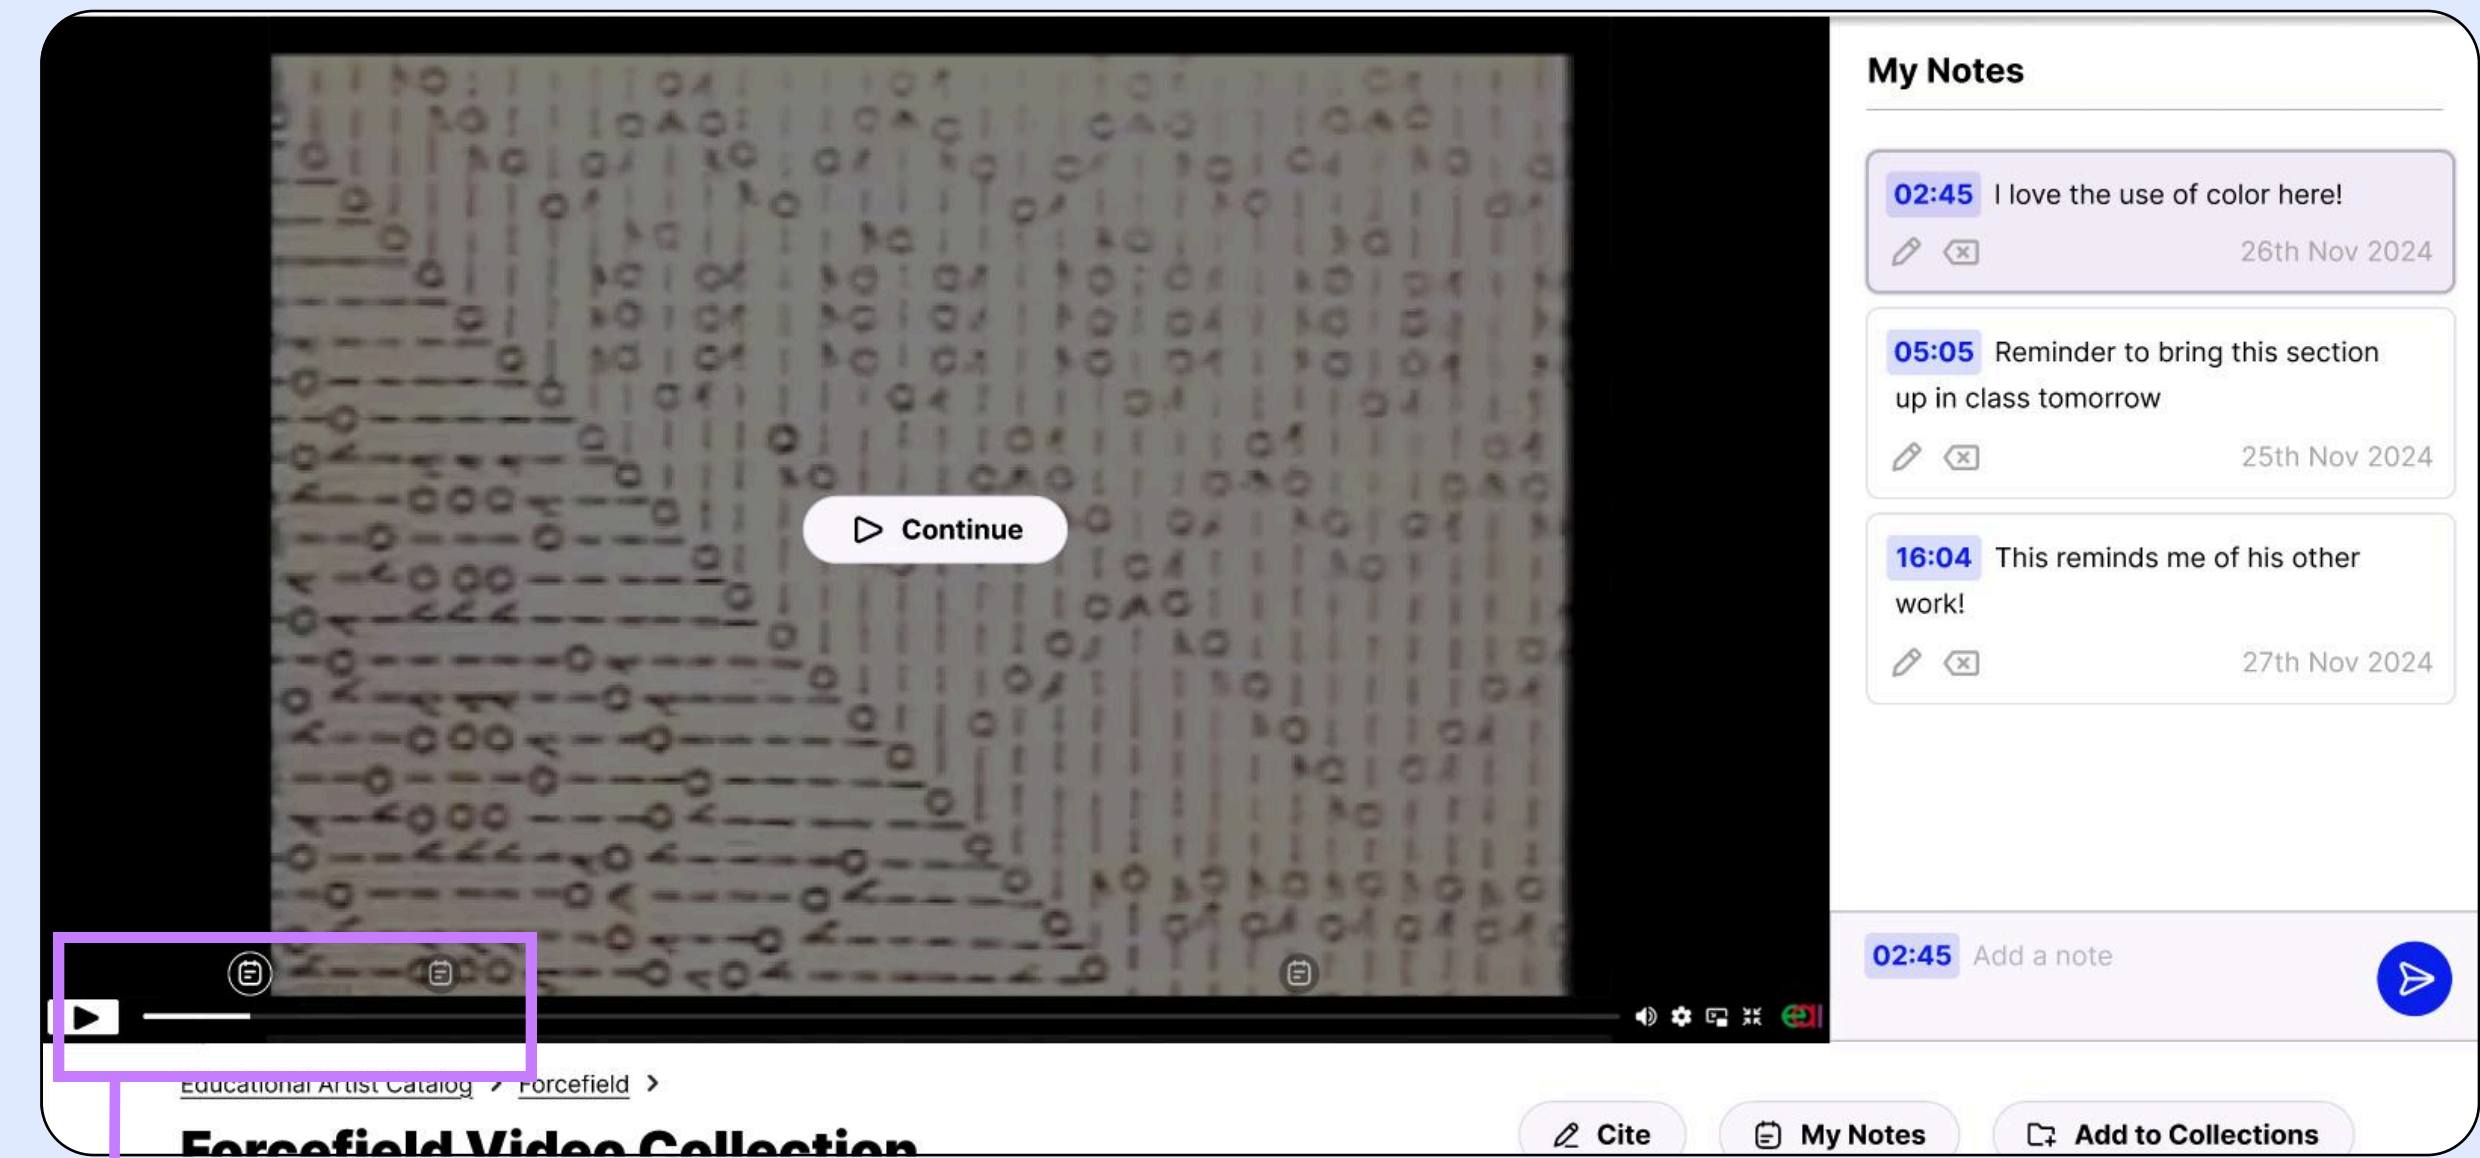 My Notes
02:45 I love the use of color here!
26th Nov 2024
05:05 Reminder to bring this section
up in class tomorrow
25th Nov 2024
16:04 This reminds me of his other
work!
27th Nov 2024
Continue
02:45 Add a note
eai
Educational Artist Catalog > Forcefield >
Forcefield Video Collection
Cite
My Notes
Add to Collections